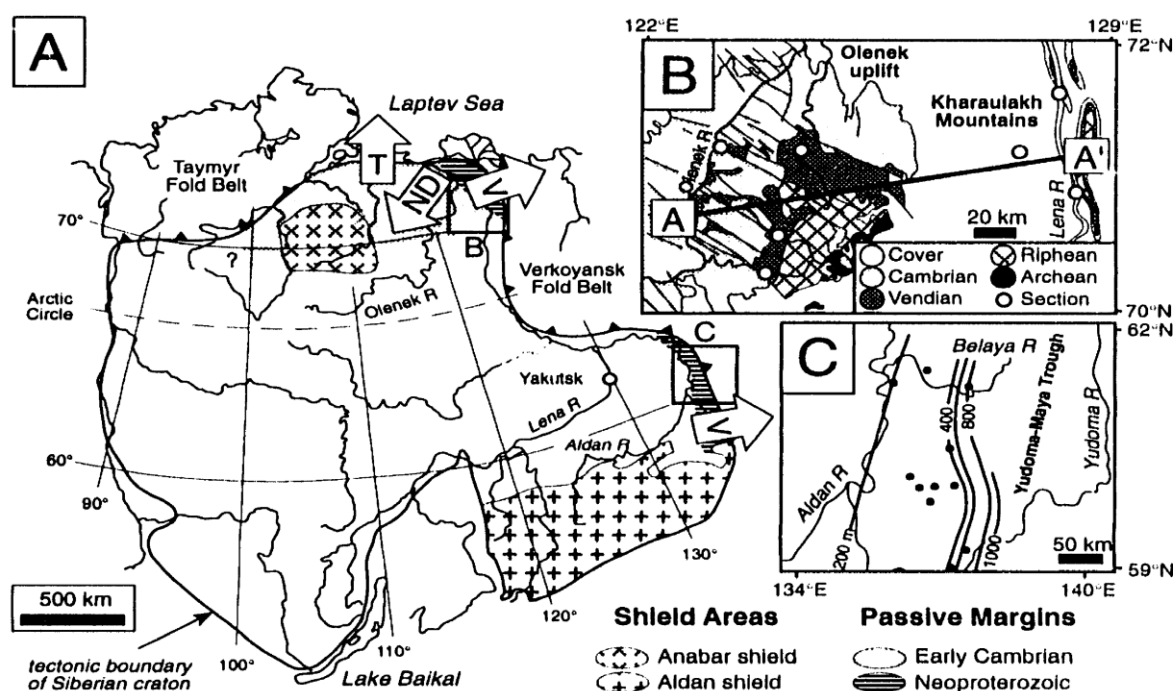 A
Laptev Sea
Taymyr
Fold Belt
T
ND
V
70°
B
?
Verkoyansk
Fold Belt
Arctic
Circle
Olenek R
C
Yakutsk
Lena R
Aldan R
V
60°
90°
130°
500 km
120°
100°
110°
tectonic boundary
of Siberian craton
Lake Baikal
122°E
129°E
72°N
B
Olenek
uplift
Kharaulakh
Mountains
Olenek R
A
A'
Lena R
20 km
Cover
Riphean
Cambrian
Archean
Vendian
Section
70°N
62°N
C
Belaya R
400
800
Yudoma-Maya Trough
Yudoma R
Aldan R
200 m
1000
50 km
59°N
134°E
140°E
Shield Areas
Anabar shield
Aldan shield
Passive Margins
Early Cambrian
Neoproterozoic